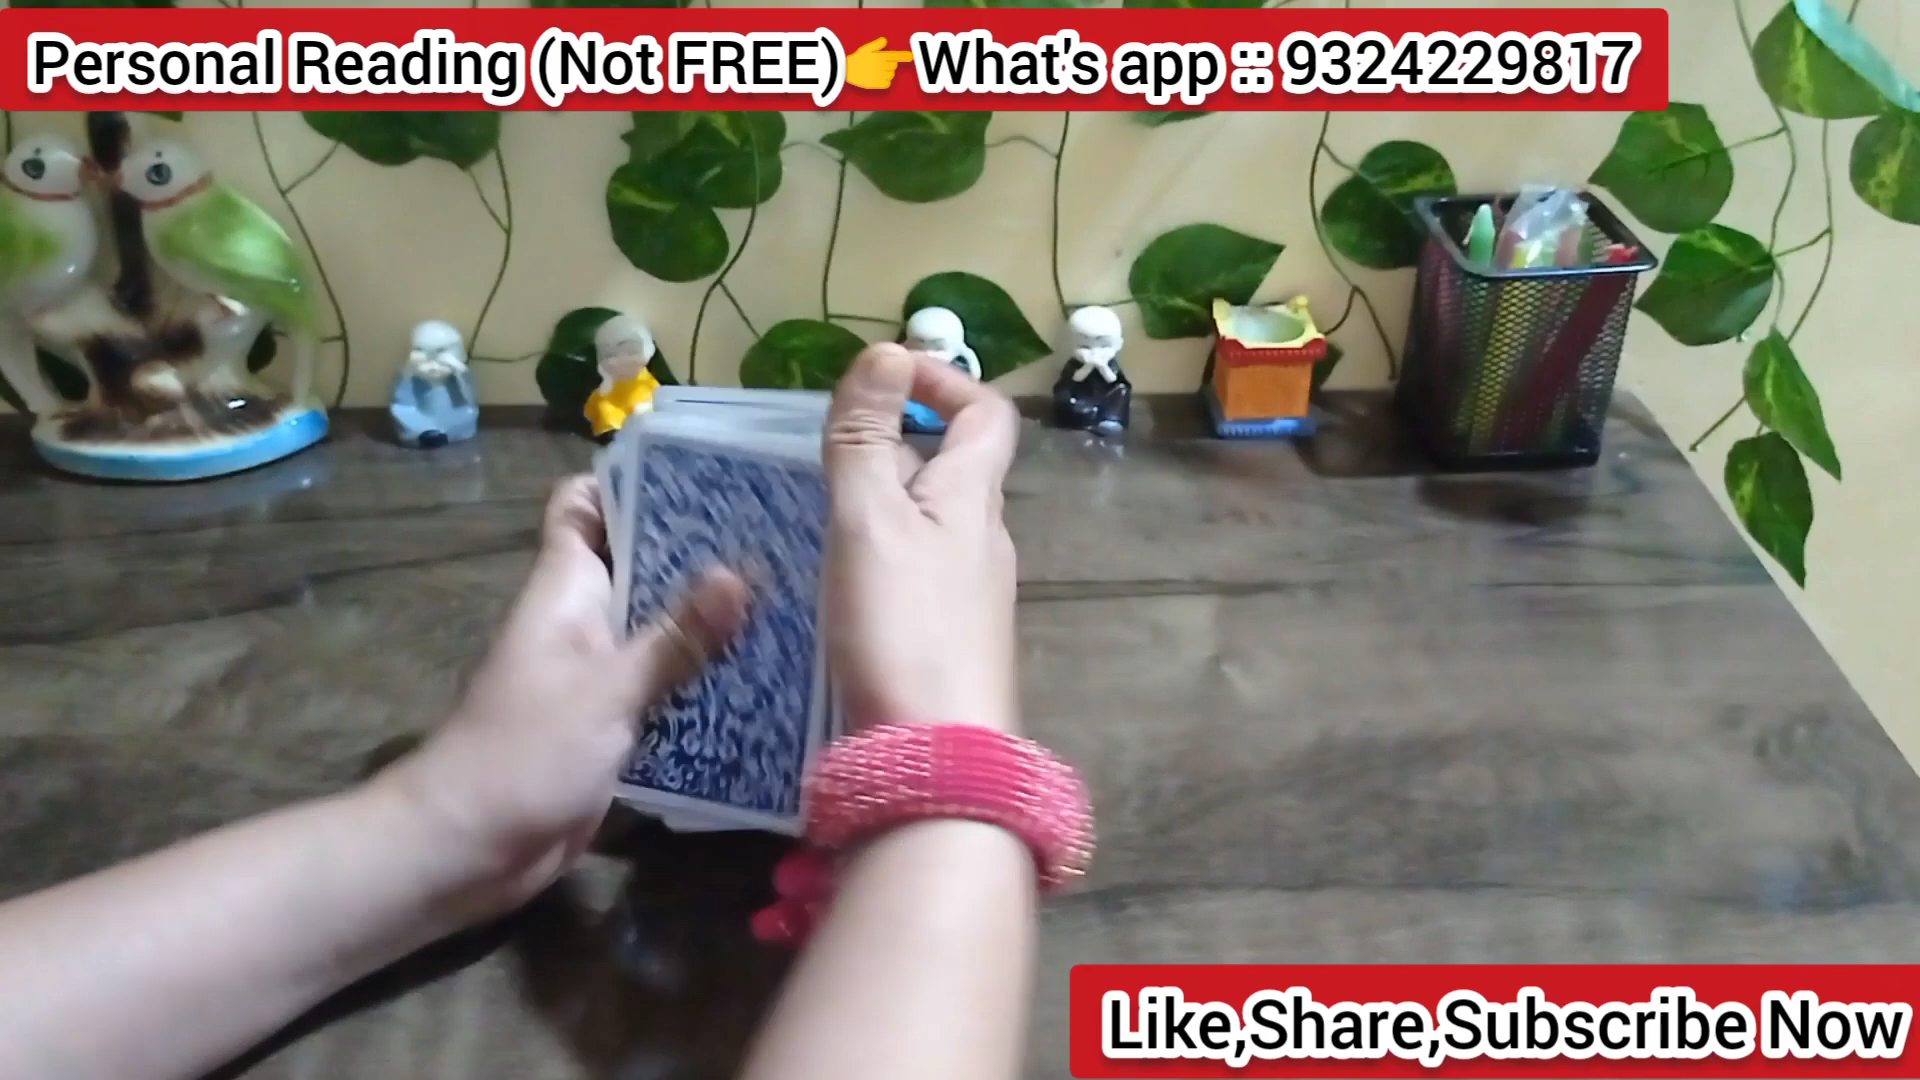 Personal Reading (Not FREE)👉What's app :: 9324229817
Like,Share,Subscribe Now